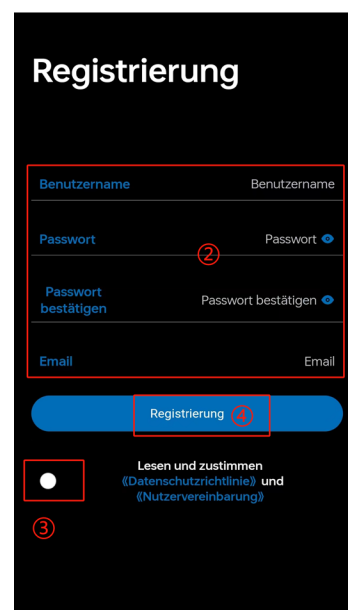 Registrierung
Benutzername Benutzername
Passwort Passwort
②
Passwort bestätigen Passwort bestätigen
Email Email
Registrierung ④
Lesen und zustimmen
《Datenschutzrichtlinie》 und
《Nutzervereinbarung》
③